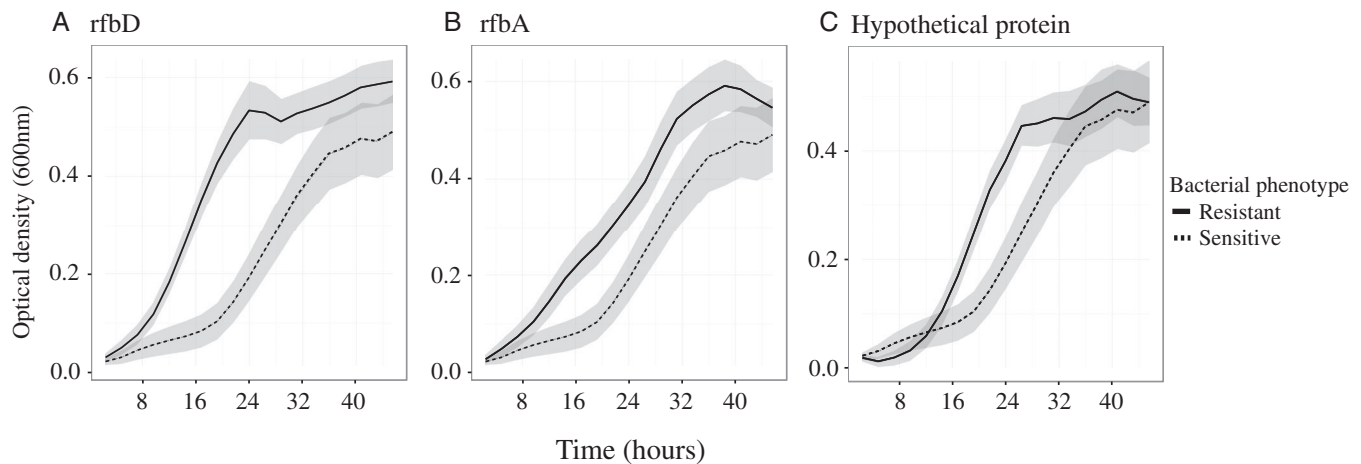 A rfbD
B rfbA
C Hypothetical protein
Optical density (600nm)
0.6
0.4
0.2
0.0
8 16 24 32 40
0.6
0.4
0.2
0.0
8 16 24 32 40
0.4
0.2
0.0
8 16 24 32 40
Time (hours)
Bacterial phenotype
Resistant
Sensitive